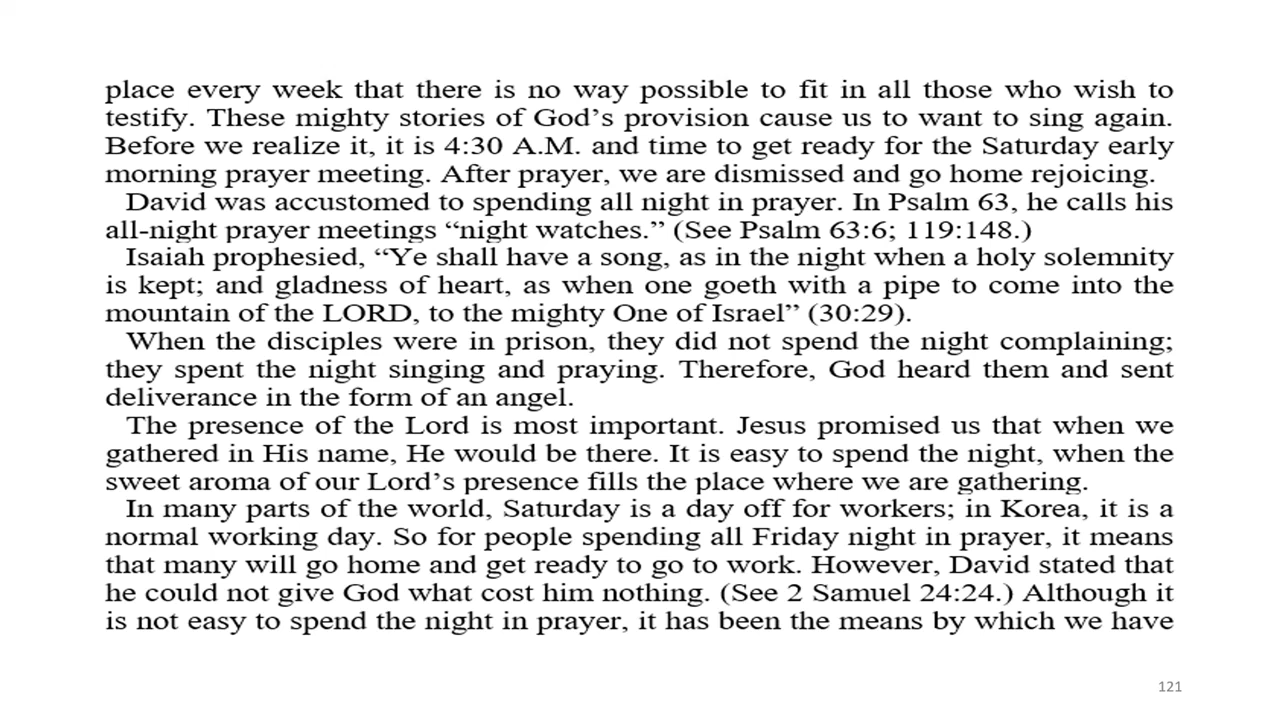 place every week that there is no way possible to fit in all those who wish to
testify. These mighty stories of God’s provision cause us to want to sing again.
Before we realize it, it is 4:30 A.M. and time to get ready for the Saturday early
morning prayer meeting. After prayer, we are dismissed and go home rejoicing.
David was accustomed to spending all night in prayer. In Psalm 63, he calls his
all-night prayer meetings “night watches.” (See Psalm 63:6; 119:148.)
Isaiah prophesied, “Ye shall have a song, as in the night when a holy solemnity
is kept; and gladness of heart, as when one goeth with a pipe to come into the
mountain of the LORD, to the mighty One of Israel” (30:29).
When the disciples were in prison, they did not spend the night complaining;
they spent the night singing and praying. Therefore, God heard them and sent
deliverance in the form of an angel.
The presence of the Lord is most important. Jesus promised us that when we
gathered in His name, He would be there. It is easy to spend the night, when the
sweet aroma of our Lord’s presence fills the place where we are gathering.
In many parts of the world, Saturday is a day off for workers; in Korea, it is a
normal working day. So for people spending all Friday night in prayer, it means
that many will go home and get ready to go to work. However, David stated that
he could not give God what cost him nothing. (See 2 Samuel 24:24.) Although it
is not easy to spend the night in prayer, it has been the means by which we have
121